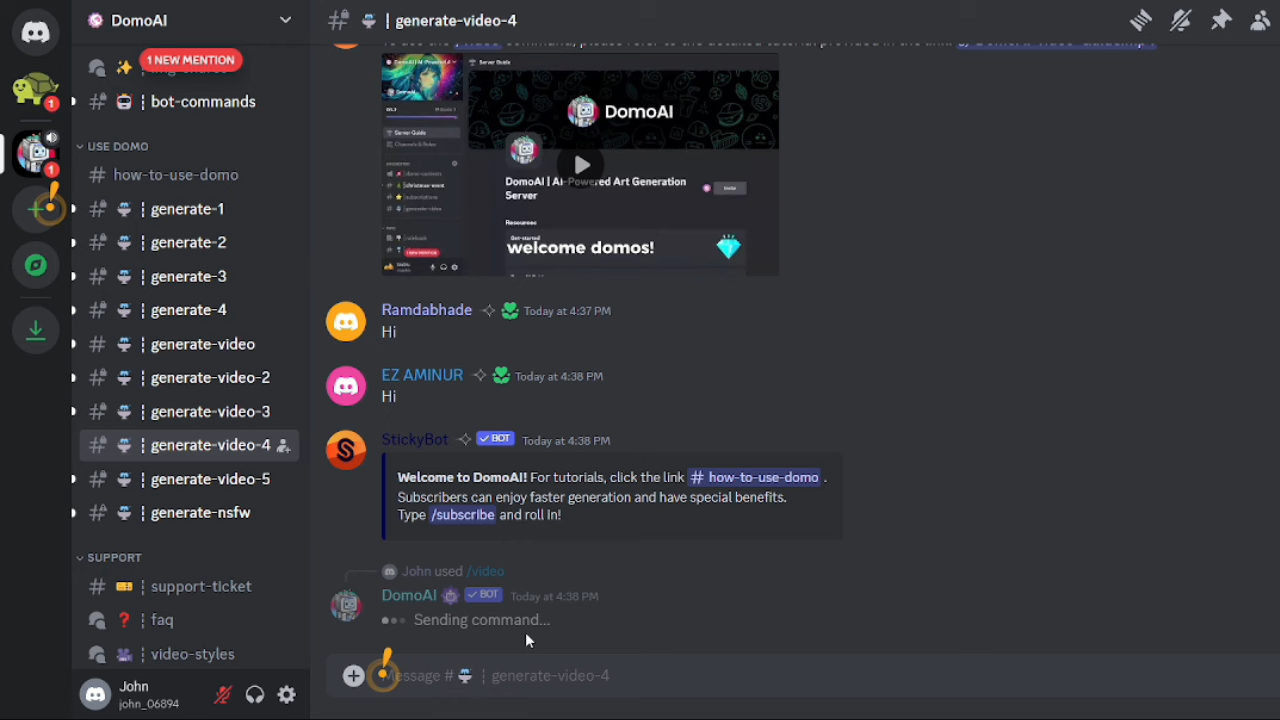 DomoAI
| generate-video-4
1 NEW MENTION
bot-commands
USE DOMO
how-to-use-domo
generate-1
generate-2
generate-3
generate-4
generate-video
generate-video-2
generate-video-3
generate-video-4
generate-video-5
generate-nsfw
SUPPORT
support-ticket
faq
video-styles
John
john_06894
Server Guide
DomoAI
DomoAI | AI-Powered Art Generation
Server
Resources
welcome domos!
Ramdabhade Today at 4:37 PM
Hi
EZ AMINUR Today at 4:38 PM
Hi
StickyBot BOT Today at 4:38 PM
Welcome to DomoAI! For tutorials, click the link # how-to-use-domo .
Subscribers can enjoy faster generation and have special benefits.
Type /subscribe and roll in!
John used /video
DomoAI BOT Today at 4:38 PM
Sending command...
Message # | generate-video-4